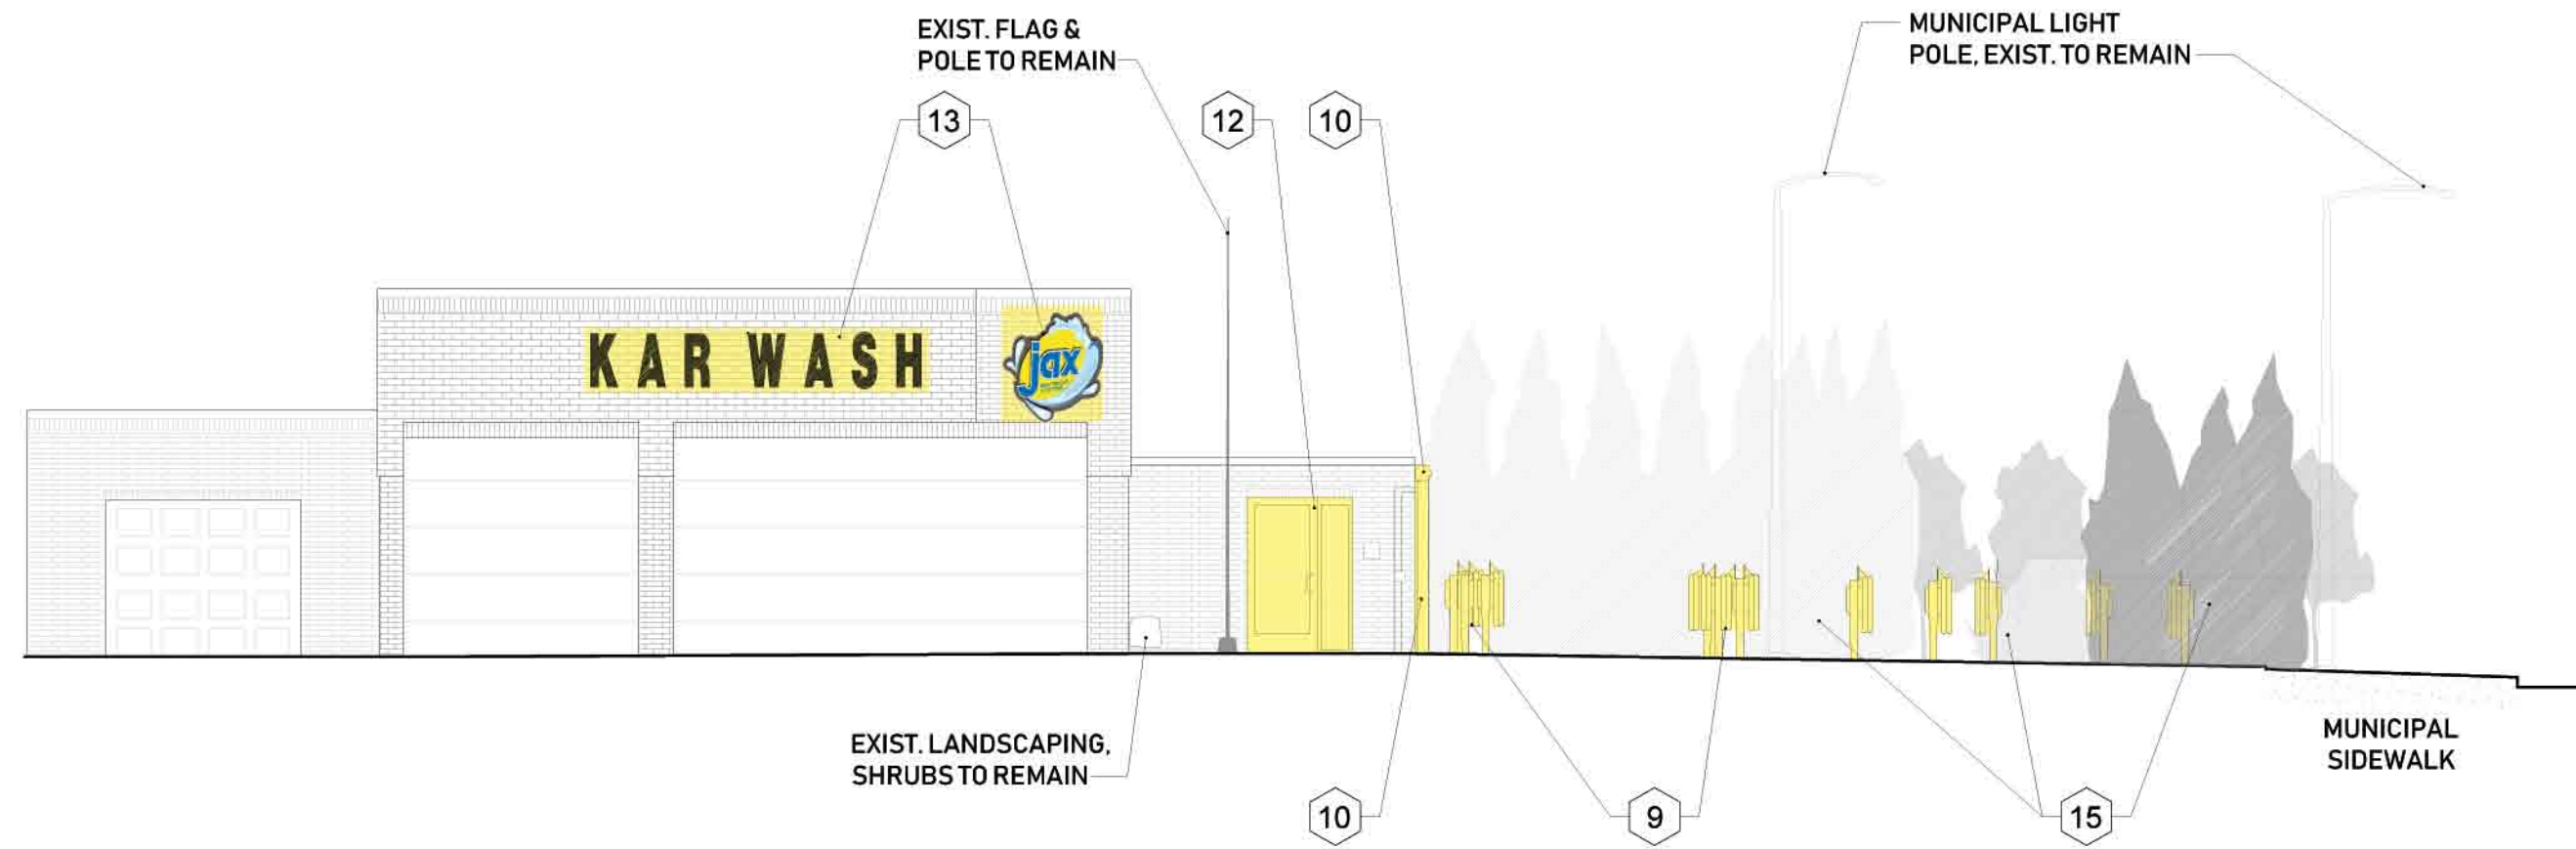 EXIST. FLAG &
POLE TO REMAIN
MUNICIPAL LIGHT
POLE, EXIST. TO REMAIN
13
12
10
KAR WASH
jax
EXIST. LANDSCAPING,
SHRUBS TO REMAIN
10
9
15
MUNICIPAL
SIDEWALK